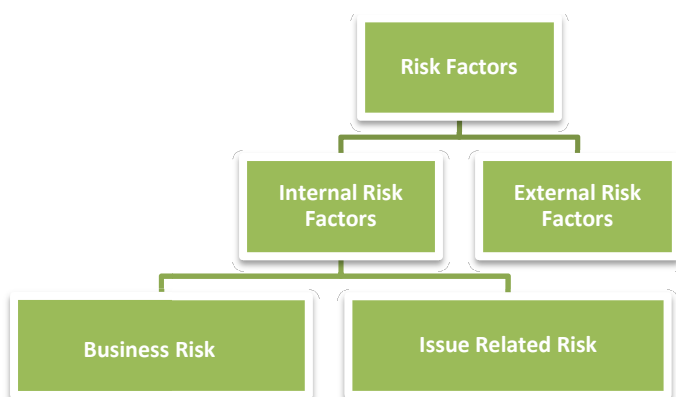 Risk Factors
Internal Risk
Factors
External Risk
Factors
Business Risk
Issue Related Risk